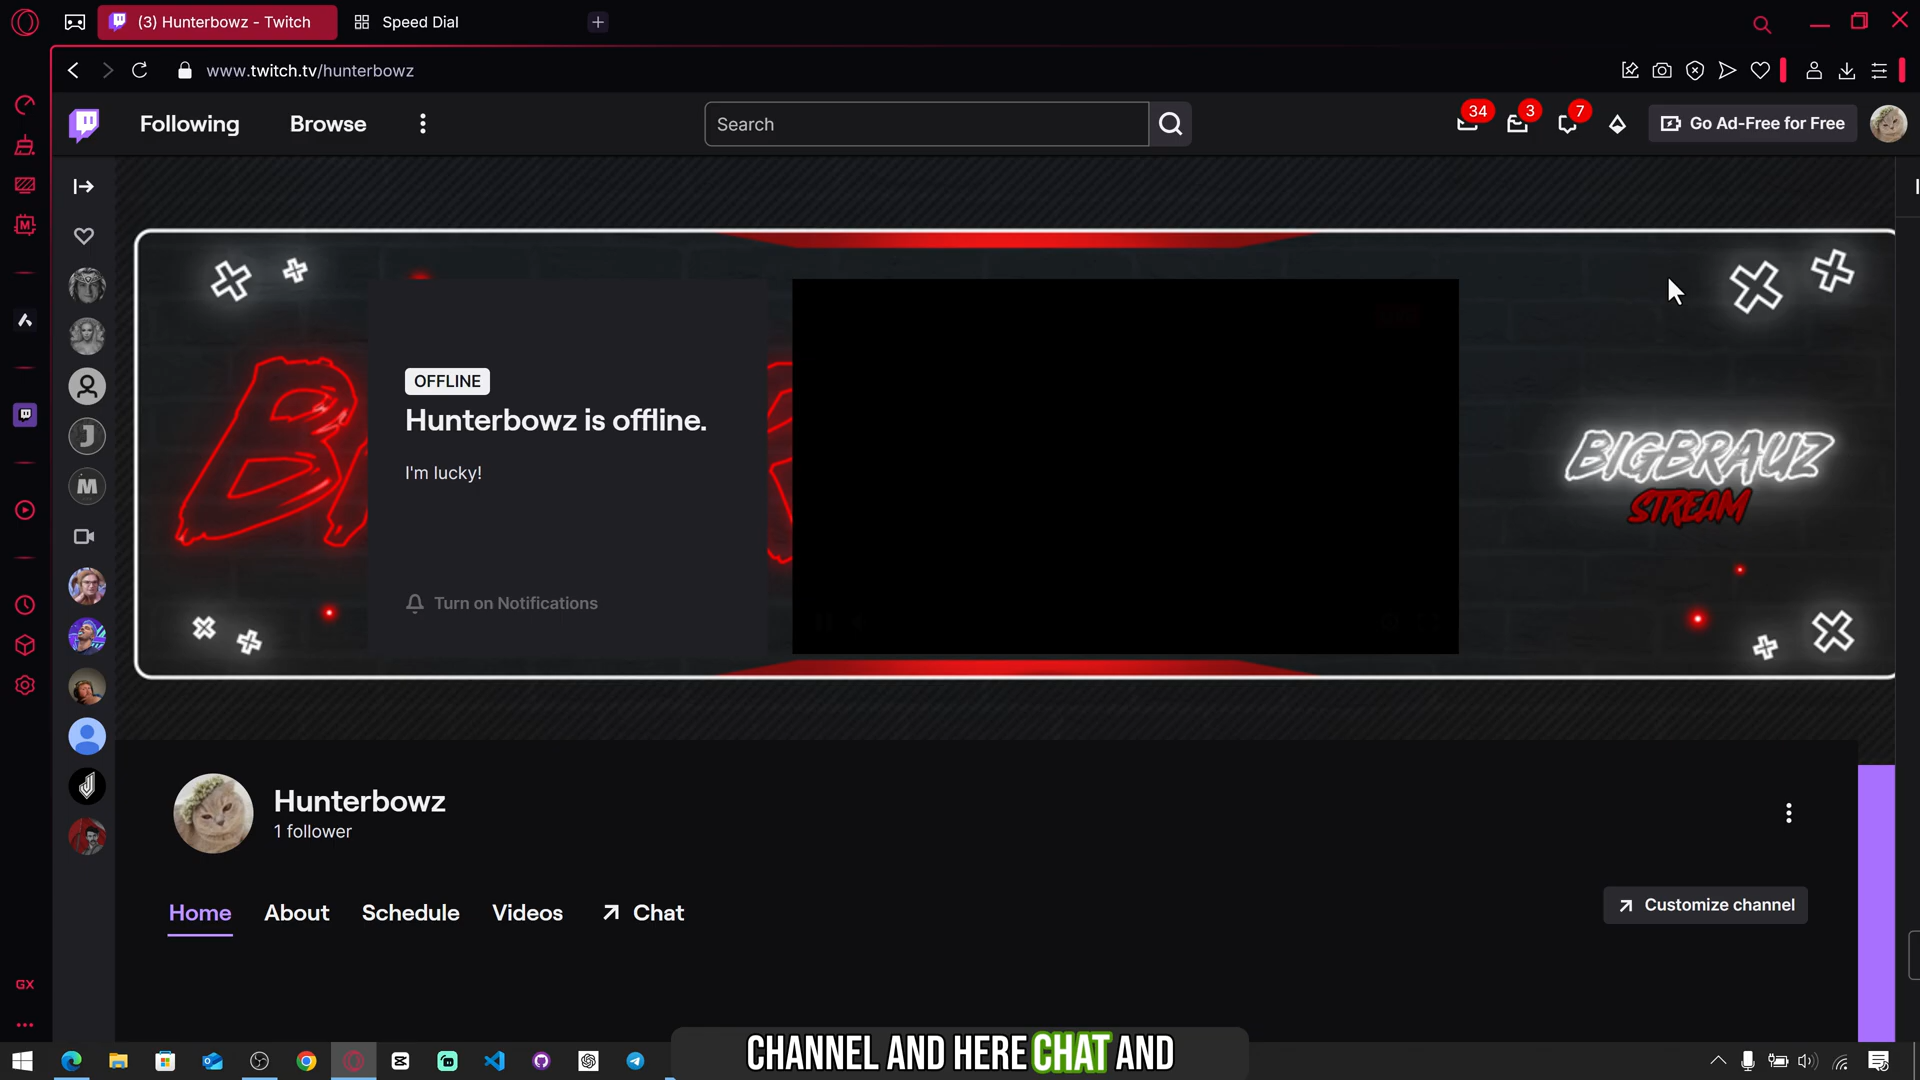 (3) Hunterbowz - Twitch
Speed Dial
www.twitch.tv/hunterbowz
Following
Browse
Search
34
3
7
Go Ad-Free for Free
OFFLINE
Hunterbowz is offline.
I'm lucky!
Turn on Notifications
BIGBRAUZ
STREAM
J
M
Hunterbowz
1 follower
Home
About
Schedule
Videos
Chat
Customize channel
GX
CHANNEL AND HERE CHAT AND